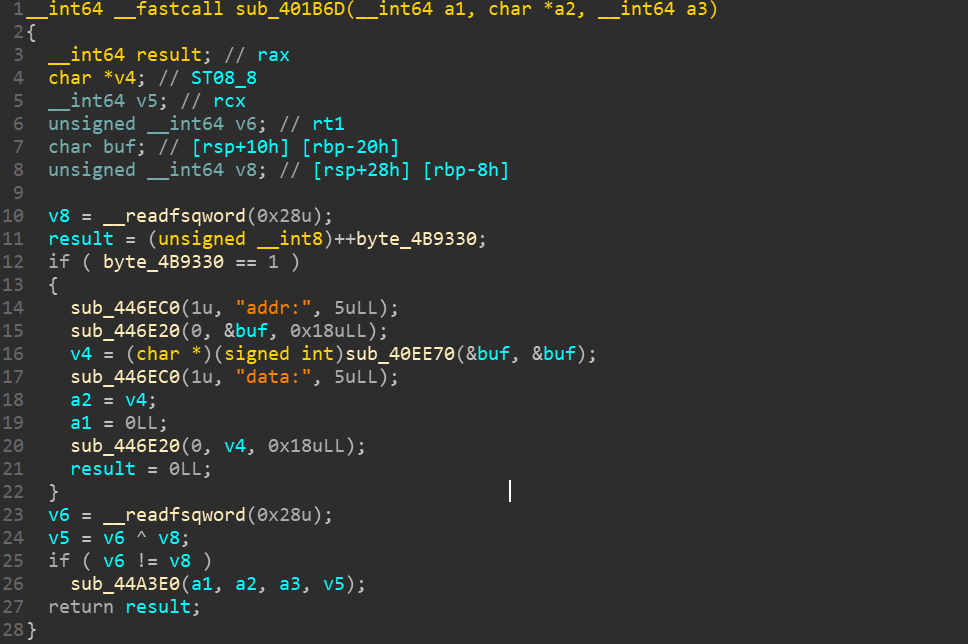 1 __int64 __fastcall sub_401B6D(__int64 a1, char *a2, __int64 a3)
2 {
3 __int64 result; // rax
4 char *v4; // ST08_8
5 __int64 v5; // rcx
6 unsigned __int64 v6; // rt1
7 char buf; // [rsp+10h] [rbp-20h]
8 unsigned __int64 v8; // [rsp+28h] [rbp-8h]
9
10 v8 = __readfsqword(0x28u);
11 result = (unsigned __int8)++byte_4B9330;
12 if ( byte_4B9330 == 1 )
13 {
14 sub_446EC0(1u, "addr:", 5uLL);
15 sub_446E20(0, &buf, 0x18uLL);
16 v4 = (char *)(signed int)sub_40EE70(&buf, &buf);
17 sub_446EC0(1u, "data:", 5uLL);
18 a2 = v4;
19 a1 = 0LL;
20 sub_446E20(0, v4, 0x18uLL);
21 result = 0LL;
22 }
23 v6 = __readfsqword(0x28u);
24 v5 = v6 ^ v8;
25 if ( v6 != v8 )
26 sub_44A3E0(a1, a2, a3, v5);
27 return result;
28 }